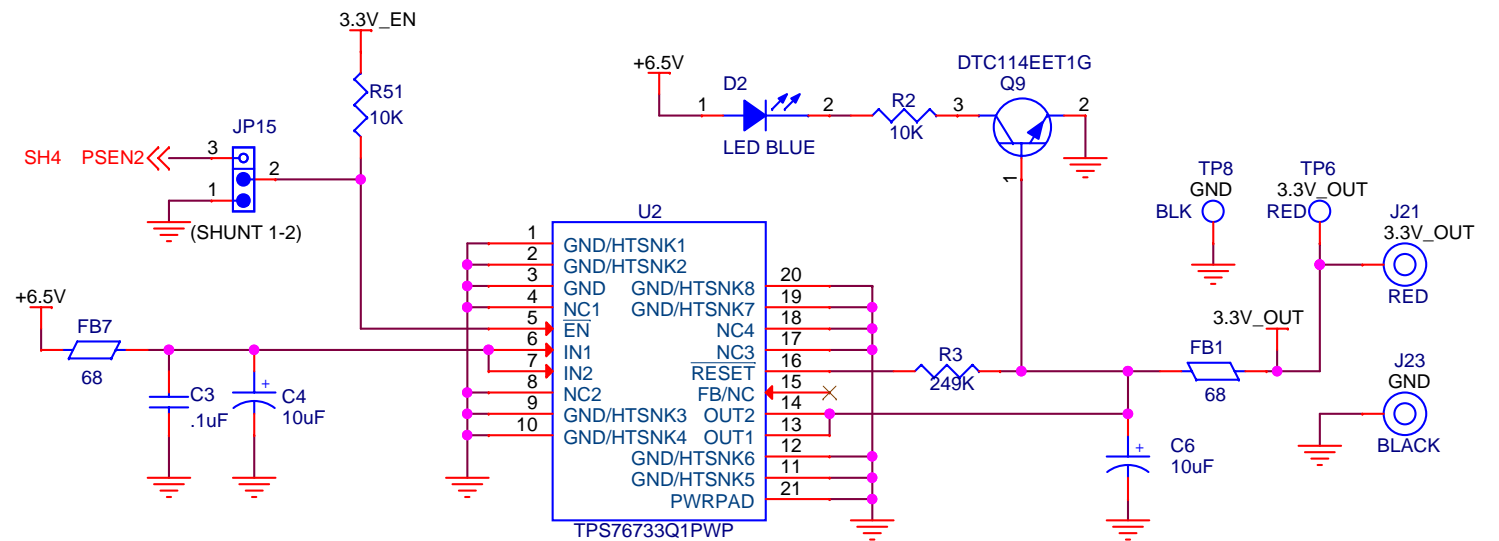 3.3V_EN
R51
10K
JP15
SH4 PSEN2
3
2
1
(SHUNT 1-2)
+6.5V
FB7
68
C3
.1uF
C4
+
10uF
+6.5V
D2
1
2
LED BLUE
R2
10K
DTC114EET1G
Q9
3
2
1
U2
1 GND/HTSNK1
2 GND/HTSNK2
3 GND
4 NC1
5 EN
6 IN1
7 IN2
8 NC2
9 GND/HTSNK3
10 GND/HTSNK4
GND/HTSNK8 20
GND/HTSNK7 19
NC4 18
NC3 17
RESET 16
FB/NC 15
OUT2 14
OUT1 13
GND/HTSNK6 12
GND/HTSNK5 11
PWRPAD 21
TPS76733Q1PWP
R3
249K
C6
+
10uF
FB1
68
3.3V_OUT
TP8
GND
BLK
TP6
3.3V_OUT
RED
J21
3.3V_OUT
RED
J23
GND
BLACK